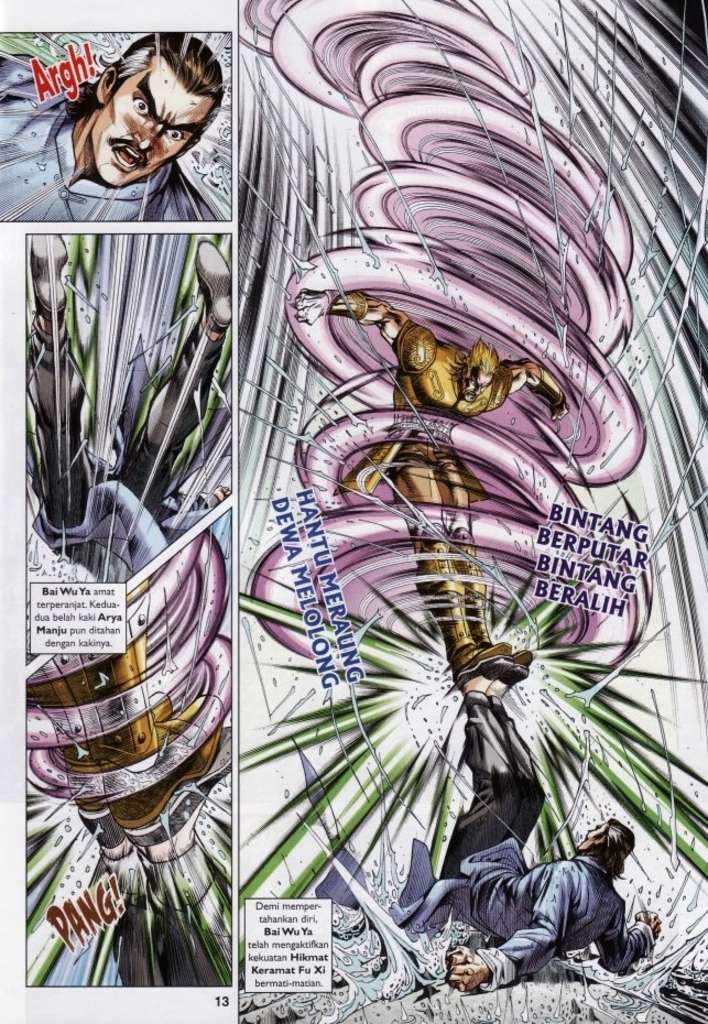 Argh!
Bai Wu Ya amat
terperanjat. Kedua-
dua belah kaki Arya
Manju pun ditahan
dengan kakinya.
PANG!
HANTU MERAUNG
DEWA MELOLONG
BINTANG
BERPUTAR
BINTANG
BERALIH
Demi memper-
tahankan diri,
Bai Wu Ya
telah mengaktifkan
kekuatan Hikmat
Keramat Fu Xi
bermati-matian.
13